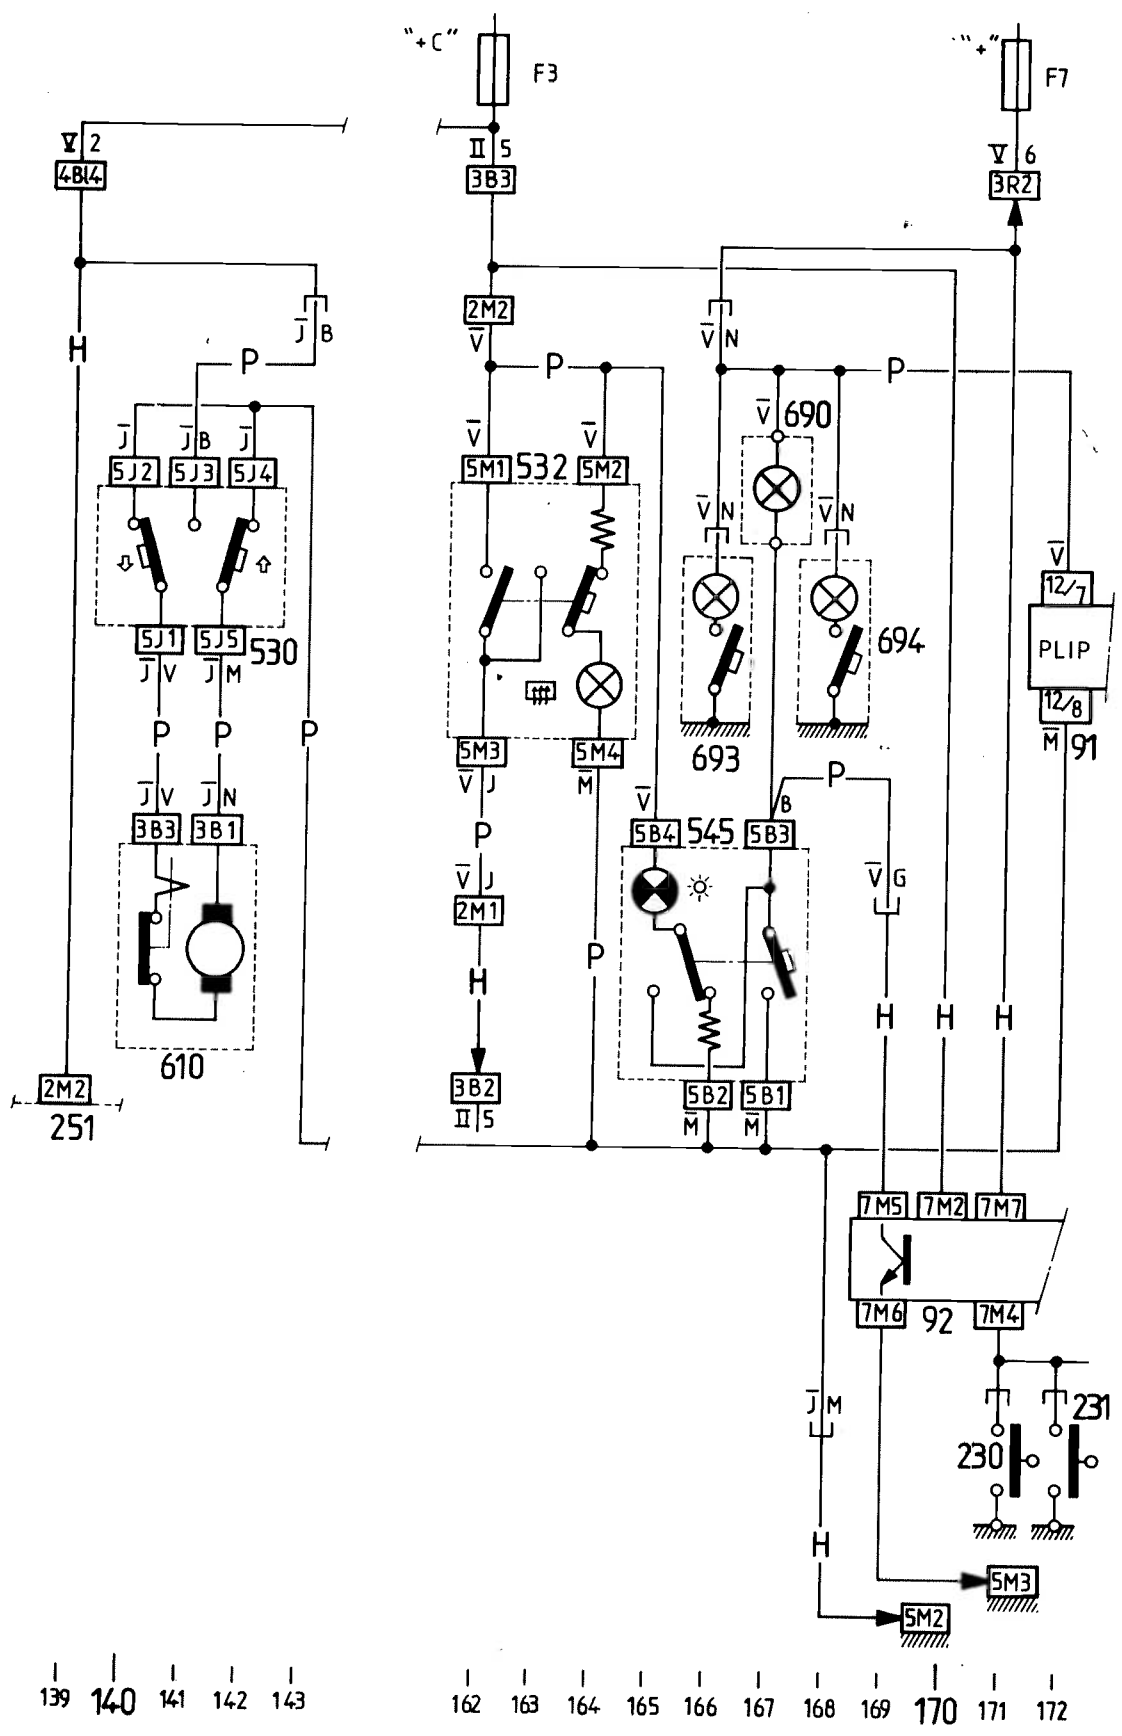 "+C"
F3
"+"
F7
V̅ 2
II 5
V̅ 6
4B14
3B3
3R2
2M2
J̅ B
V̅
V̅ N
H
P
P
P
V̅ 690
J̅
J̅ B
J̅
V̅
V̅
5J2
5J3
5J4
5M1
532
5M2
V̅ N
V̅ N
V̅
12/7
5J1
5J5
530
694
PLIP
J̅ V
J̅ M
12/8
P
P
P
5M3
5M4
693
M̅ 91
V̅ J
M̅
P
J̅ V
J̅ N
V̅
B
3B3
3B1
P
5B4
545
5B3
V̅ J
V̅ G
2M1
P
H
H
H
H
610
2M2
3B2
5B2
5B1
251
II 5
M̅
M̅
7M5
7M2
7M7
7M6
92
7M4
J̅ M
231
230
H
5M3
5M2
139 140 141 142 143 162 163 164 165 166 167 168 169 170 171 172